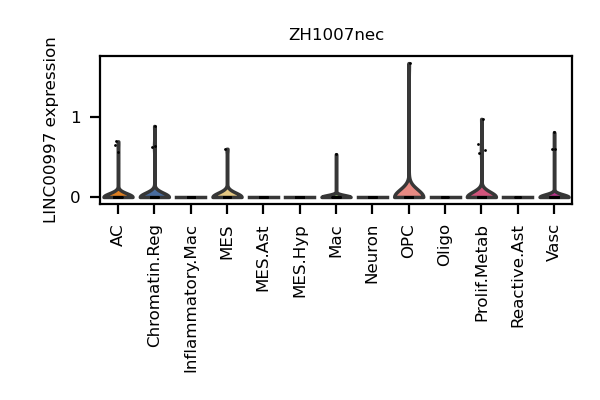 ZH1007nec
LINC00997 expression
1
0
AC
Chromatin.Reg
Inflammatory.Mac
MES
MES.Ast
MES.Hyp
Mac
Neuron
OPC
Oligo
Prolif.Metab
Reactive.Ast
Vasc